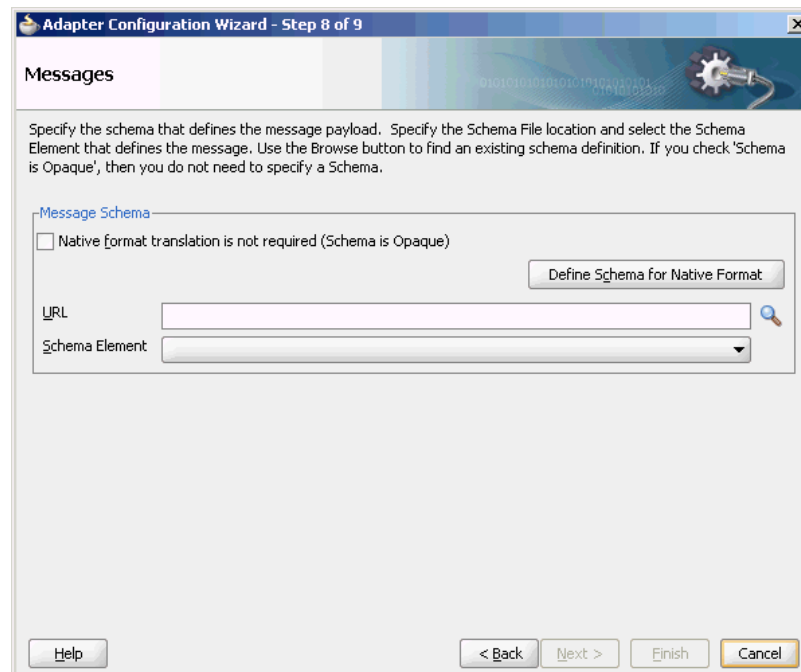 Adapter Configuration Wizard - Step 8 of 9
Messages
Specify the schema that defines the message payload. Specify the Schema File location and select the Schema
Element that defines the message. Use the Browse button to find an existing schema definition. If you check 'Schema
is Opaque', then you do not need to specify a Schema.
Message Schema
Native format translation is not required (Schema is Opaque)
Define Schema for Native Format
URL
Schema Element
Help
< Back
Next >
Finish
Cancel